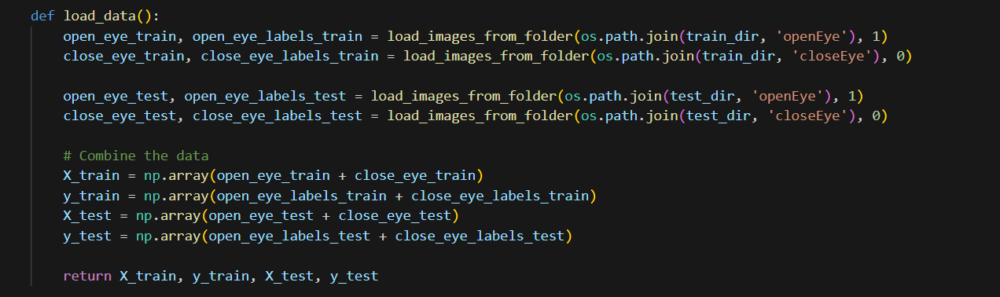 def load_data():
    open_eye_train, open_eye_labels_train = load_images_from_folder(os.path.join(train_dir, 'openEye'), 1)
    close_eye_train, close_eye_labels_train = load_images_from_folder(os.path.join(train_dir, 'closeEye'), 0)

    open_eye_test, open_eye_labels_test = load_images_from_folder(os.path.join(test_dir, 'openEye'), 1)
    close_eye_test, close_eye_labels_test = load_images_from_folder(os.path.join(test_dir, 'closeEye'), 0)

    # Combine the data
    X_train = np.array(open_eye_train + close_eye_train)
    y_train = np.array(open_eye_labels_train + close_eye_labels_train)
    X_test = np.array(open_eye_test + close_eye_test)
    y_test = np.array(open_eye_labels_test + close_eye_labels_test)

    return X_train, y_train, X_test, y_test